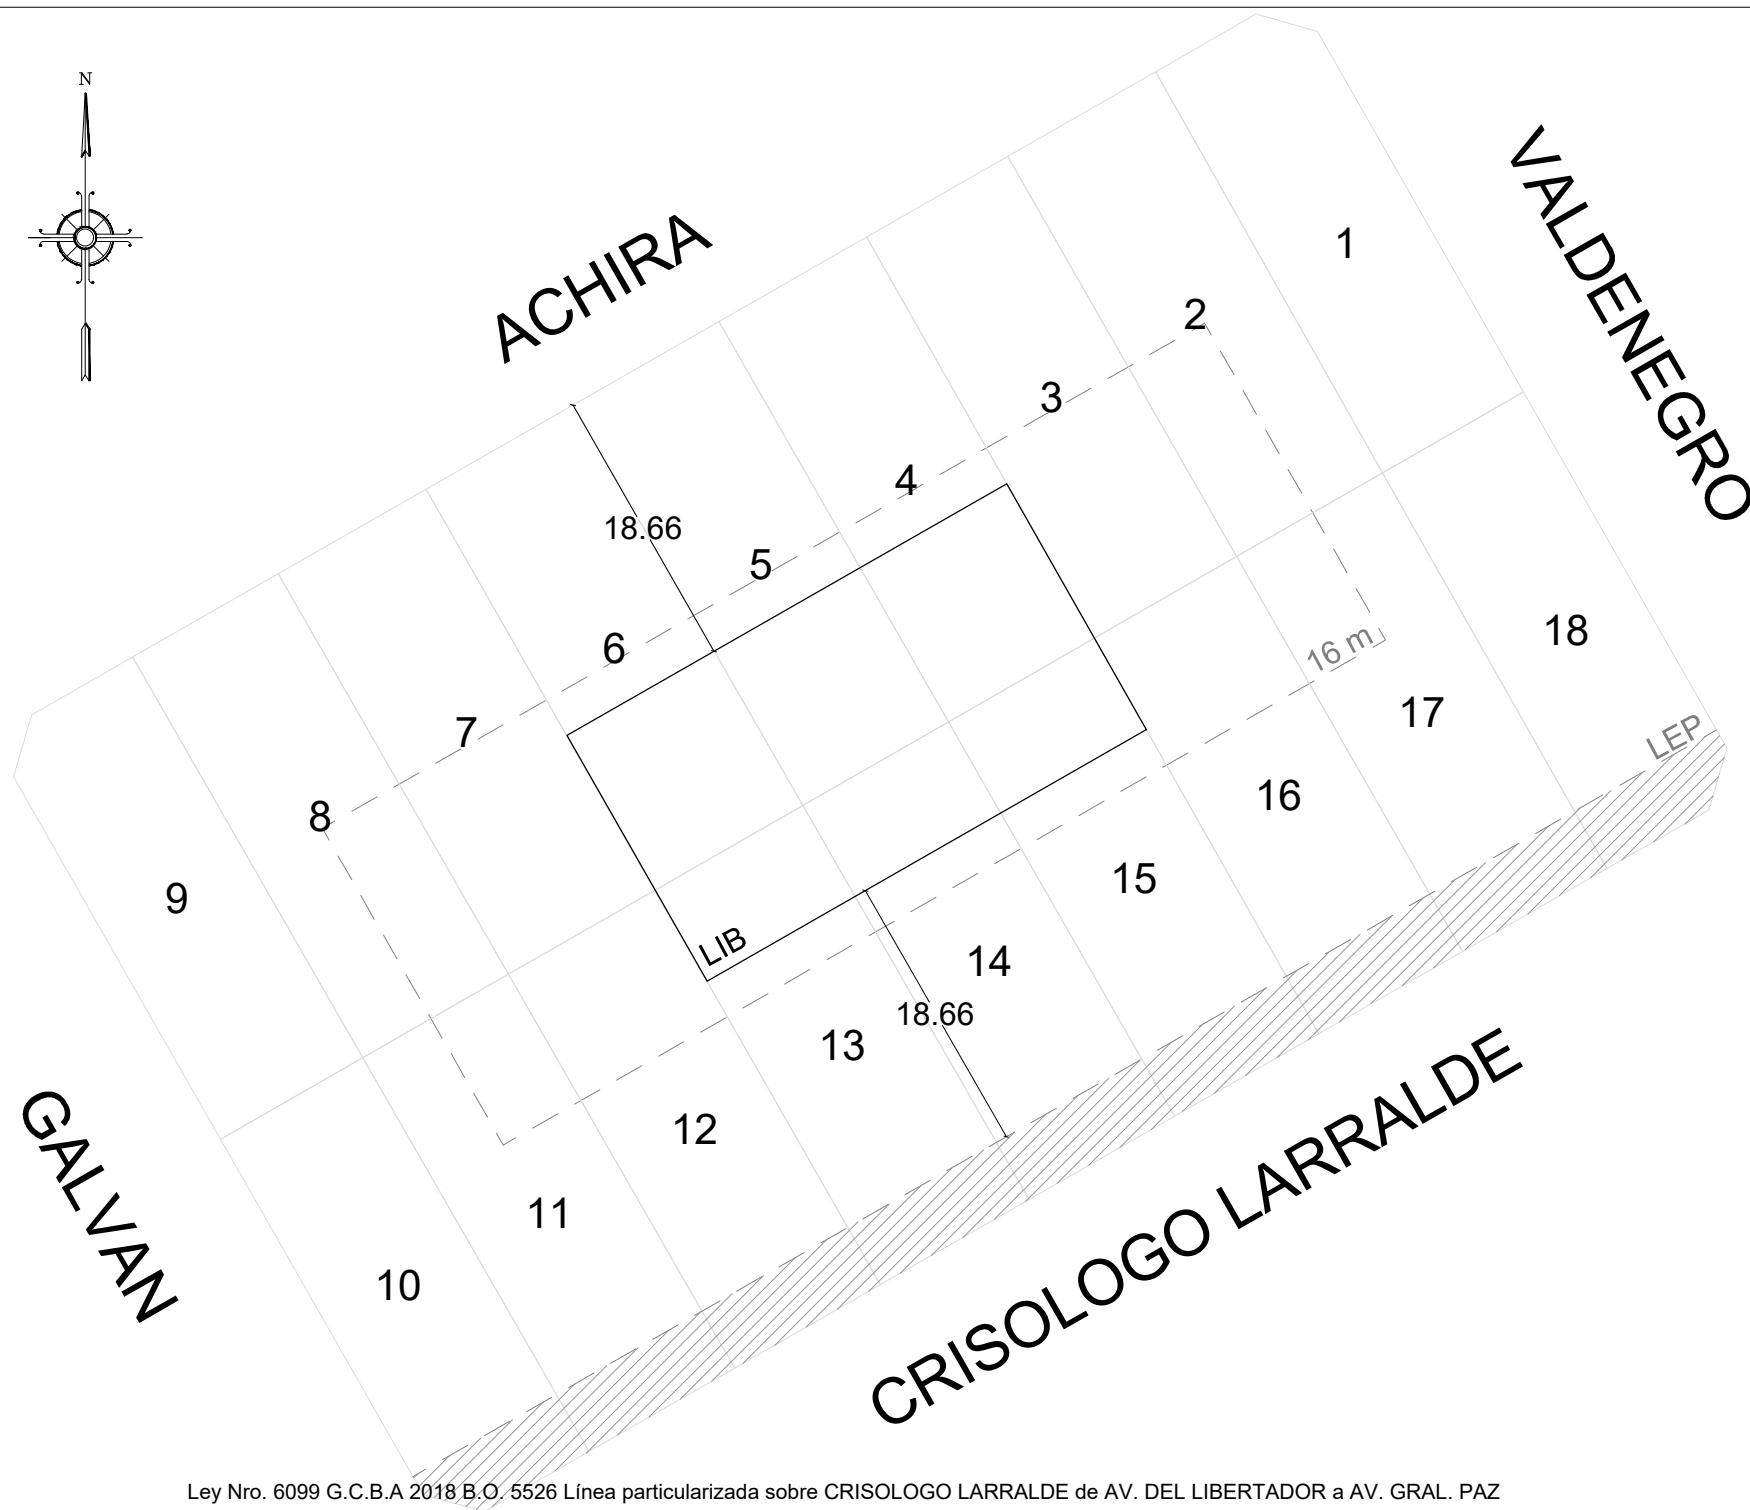 N
ACHIRA
VALDENEGRO
1
2
3
4
18.66
5
6
7
16 m
18
17
LEP
8
16
15
9
LIB
14
18.66
13
12
11
10
GALVAN
CRISOLOGO LARRALDE
Ley Nro. 6099 G.C.B.A 2018 B.O. 5526 Línea particularizada sobre CRISOLOGO LARRALDE de AV. DEL LIBERTADOR a AV. GRAL. PAZ